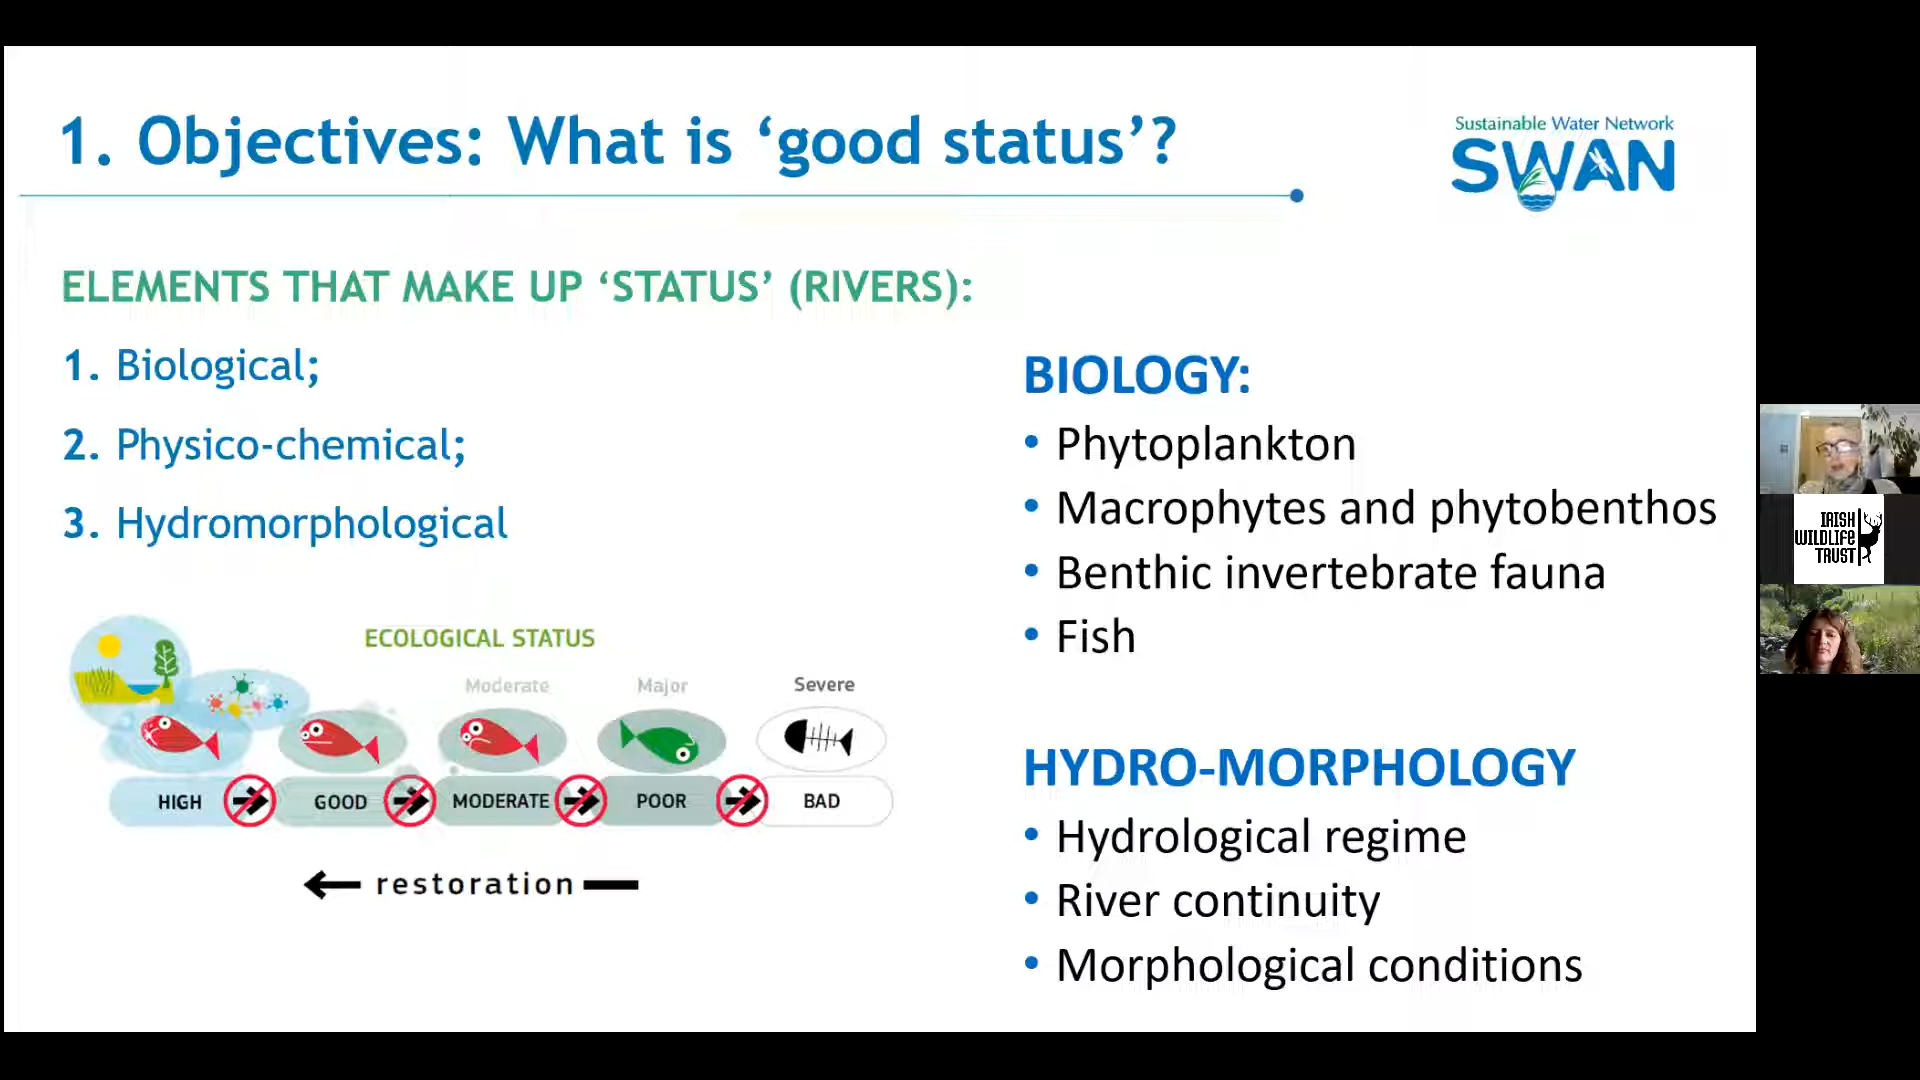 1. Objectives: What is ‘good status’?
Sustainable Water Network
SWAN
ELEMENTS THAT MAKE UP ‘STATUS’ (RIVERS):
1. Biological;
2. Physico-chemical;
3. Hydromorphological
ECOLOGICAL STATUS
Moderate Major Severe
HIGH GOOD MODERATE POOR BAD
restoration
BIOLOGY:
• Phytoplankton
• Macrophytes and phytobenthos
• Benthic invertebrate fauna
• Fish
HYDRO-MORPHOLOGY
• Hydrological regime
• River continuity
• Morphological conditions
IRISH
WILDLIFE
TRUST